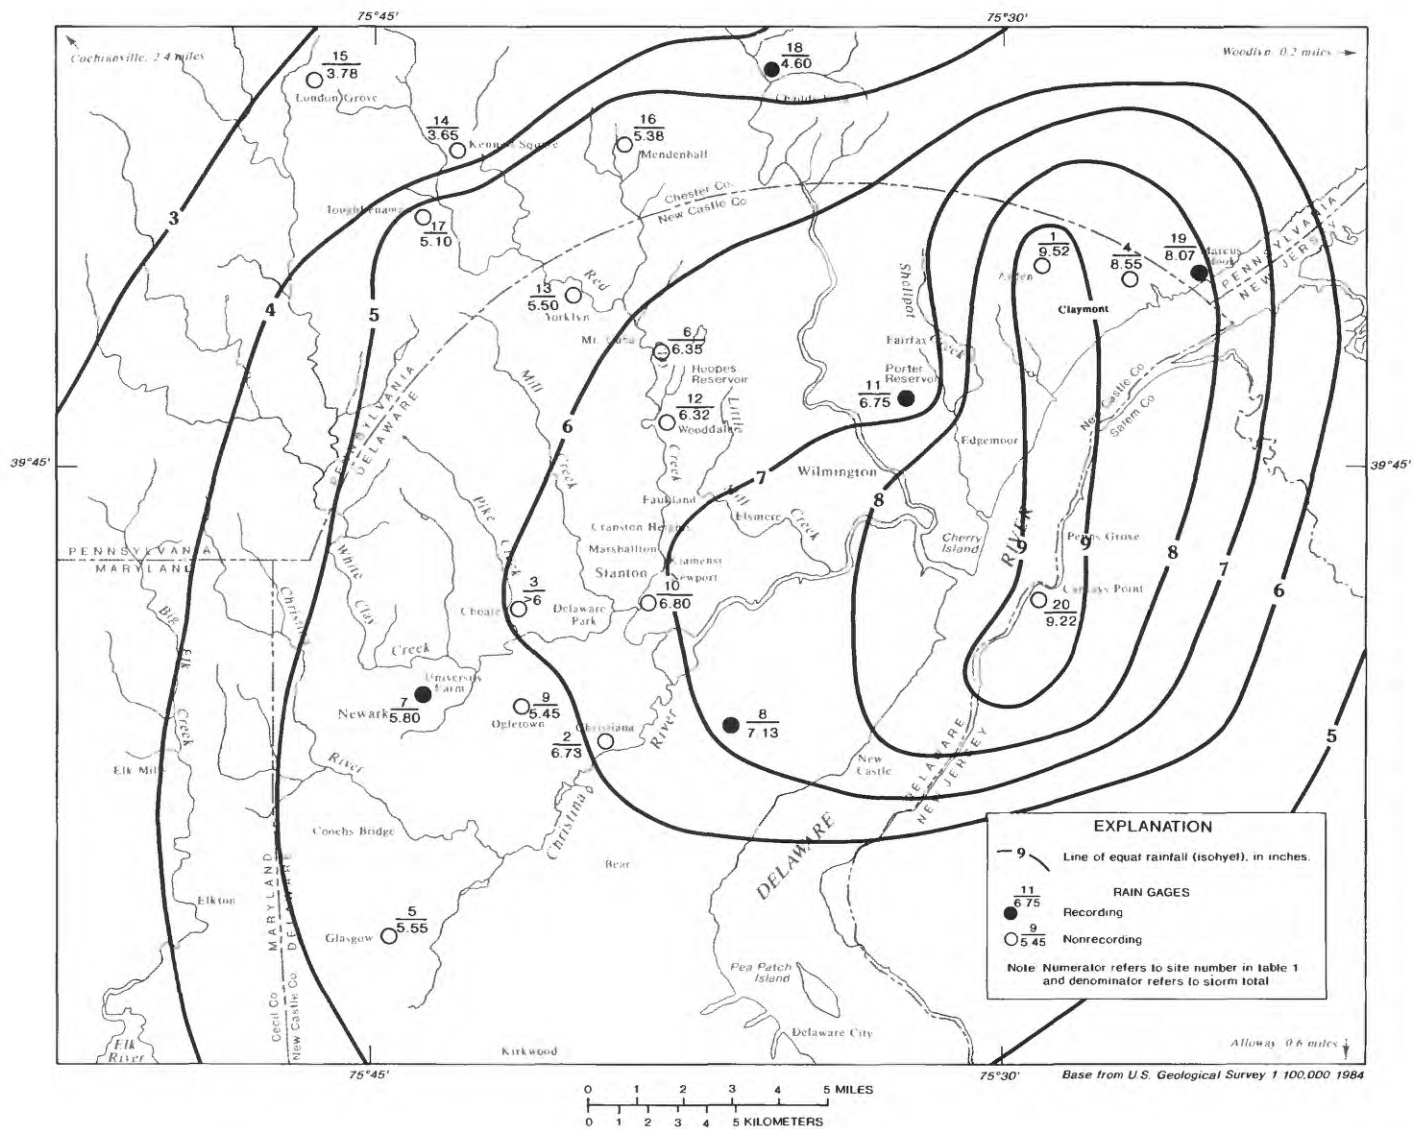 75°45'
75°30'
Cochranville, 2.4 miles
Woodlyn 0.2 miles
15
3.78
London Grove
18
4.60
14
3.65
16
5.38
Mendenhall
Chester Co.
New Castle Co
3
17
5.10
1
9.52
4
8.55
19
8.07
Marcus
Hook
PENNSYLVANIA
NEW JERSEY
Red
13
5.50
Yorklyn
Shellpot
Creek
Claymont
4
5
6
6.35
Hoopes
Reservoir
Fairfax
Porter
Reservoir
11
6.75
Mill
Creek
Little
Mill
Creek
12
6.32
Wooddale
Creek
New Castle Co
Salem Co
PENNSYLVANIA
DELAWARE
6
39°45'
39°45'
7
Wilmington
Edgemoor
8
Faukland
Elsmere
Pike
Creek
Cranston Heights
Marshallton
Cherry
Island
RIVER
9
9
Penns Grove
8
7
6
PENNSYLVANIA
MARYLAND
Stanton
Newport
White
Clay
Creek
Christina
3
>6
Delaware
Park
10
6.80
Carneys Point
20
9.22
Big
Elk
Creek
University
Farm
7
5.80
Newark
9
5.45
Ogletown
Christiana
2
6.73
River
8
7.13
5
Elk Mills
River
New
Castle
DELAWARE
NEW JERSEY
Coochs Bridge
Christina
Bear
DELAWARE
Elkton
MARYLAND
DELAWARE
5
5.55
Glasgow
Cecil Co
New Castle Co
Pea Patch
Island
Delaware City
Elk
River
Kirkwood
Alloway 0.6 miles
EXPLANATION
9 Line of equal rainfall (isohyet), in inches.
RAIN GAGES
11
6 75
Recording
9
5 45
Nonrecording
Note Numerator refers to site number in table 1
and denominator refers to storm total
75°45'
75°30'
Base from U.S. Geological Survey 1 100,000 1984
0 1 2 3 4 5 MILES
0 1 2 3 4 5 KILOMETERS